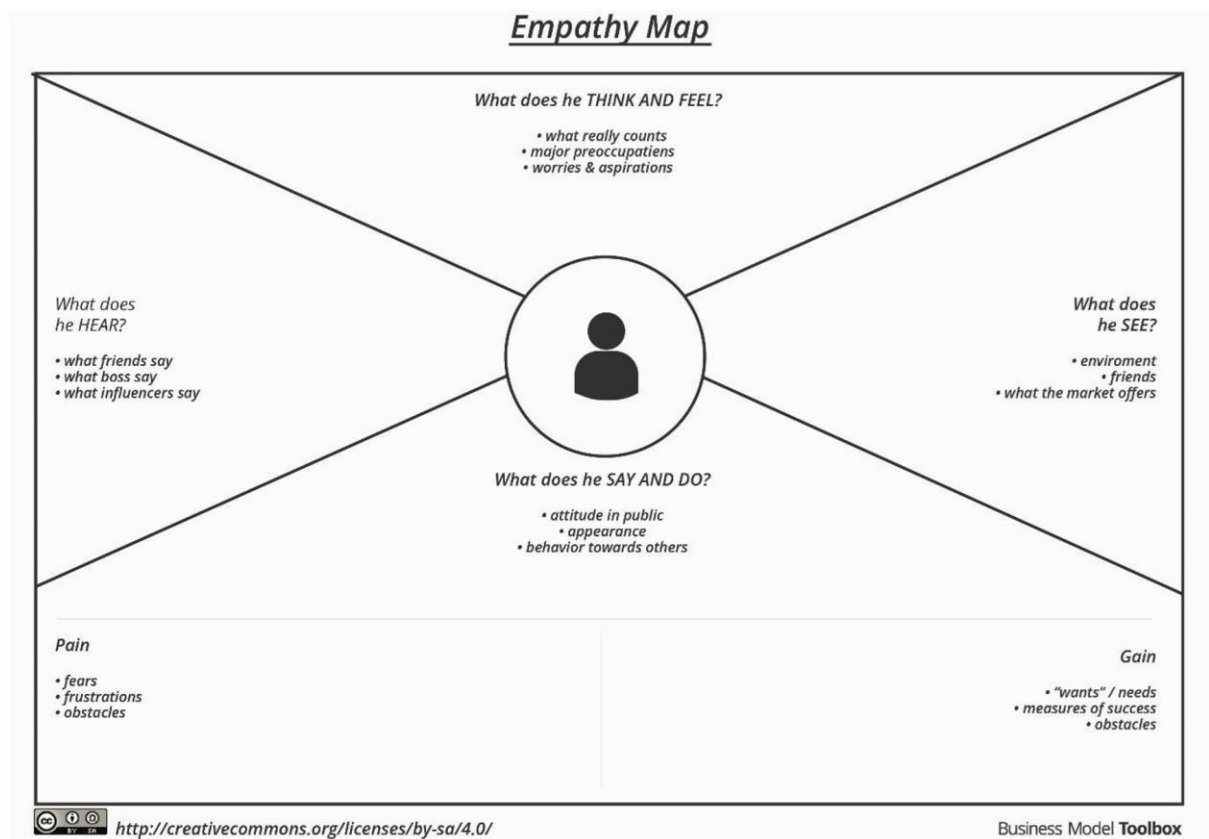 Empathy Map
What does he THINK AND FEEL?
• what really counts
• major preoccupatiens
• worries & aspirations
What does
he HEAR?
• what friends say
• what boss say
• what influencers say
What does
he SEE?
• enviroment
• friends
• what the market offers
What does he SAY AND DO?
• attitude in public
• appearance
• behavior towards others
Pain
• fears
• frustrations
• obstacles
Gain
• “wants” / needs
• measures of success
• obstacles
cc BY SA
http://creativecommons.org/licenses/by-sa/4.0/
Business Model Toolbox